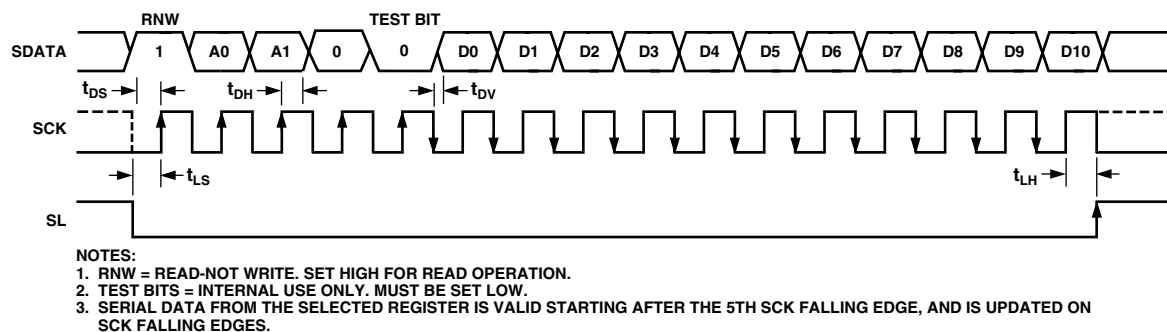 RNW TEST BIT
SDATA 1 A0 A1 0 0 D0 D1 D2 D3 D4 D5 D6 D7 D8 D9 D10
tDS tDH tDV
SCK
tLS tLH
SL
NOTES:
1. RNW = READ-NOT WRITE. SET HIGH FOR READ OPERATION.
2. TEST BITS = INTERNAL USE ONLY. MUST BE SET LOW.
3. SERIAL DATA FROM THE SELECTED REGISTER IS VALID STARTING AFTER THE 5TH SCK FALLING EDGE, AND IS UPDATED ON
SCK FALLING EDGES.